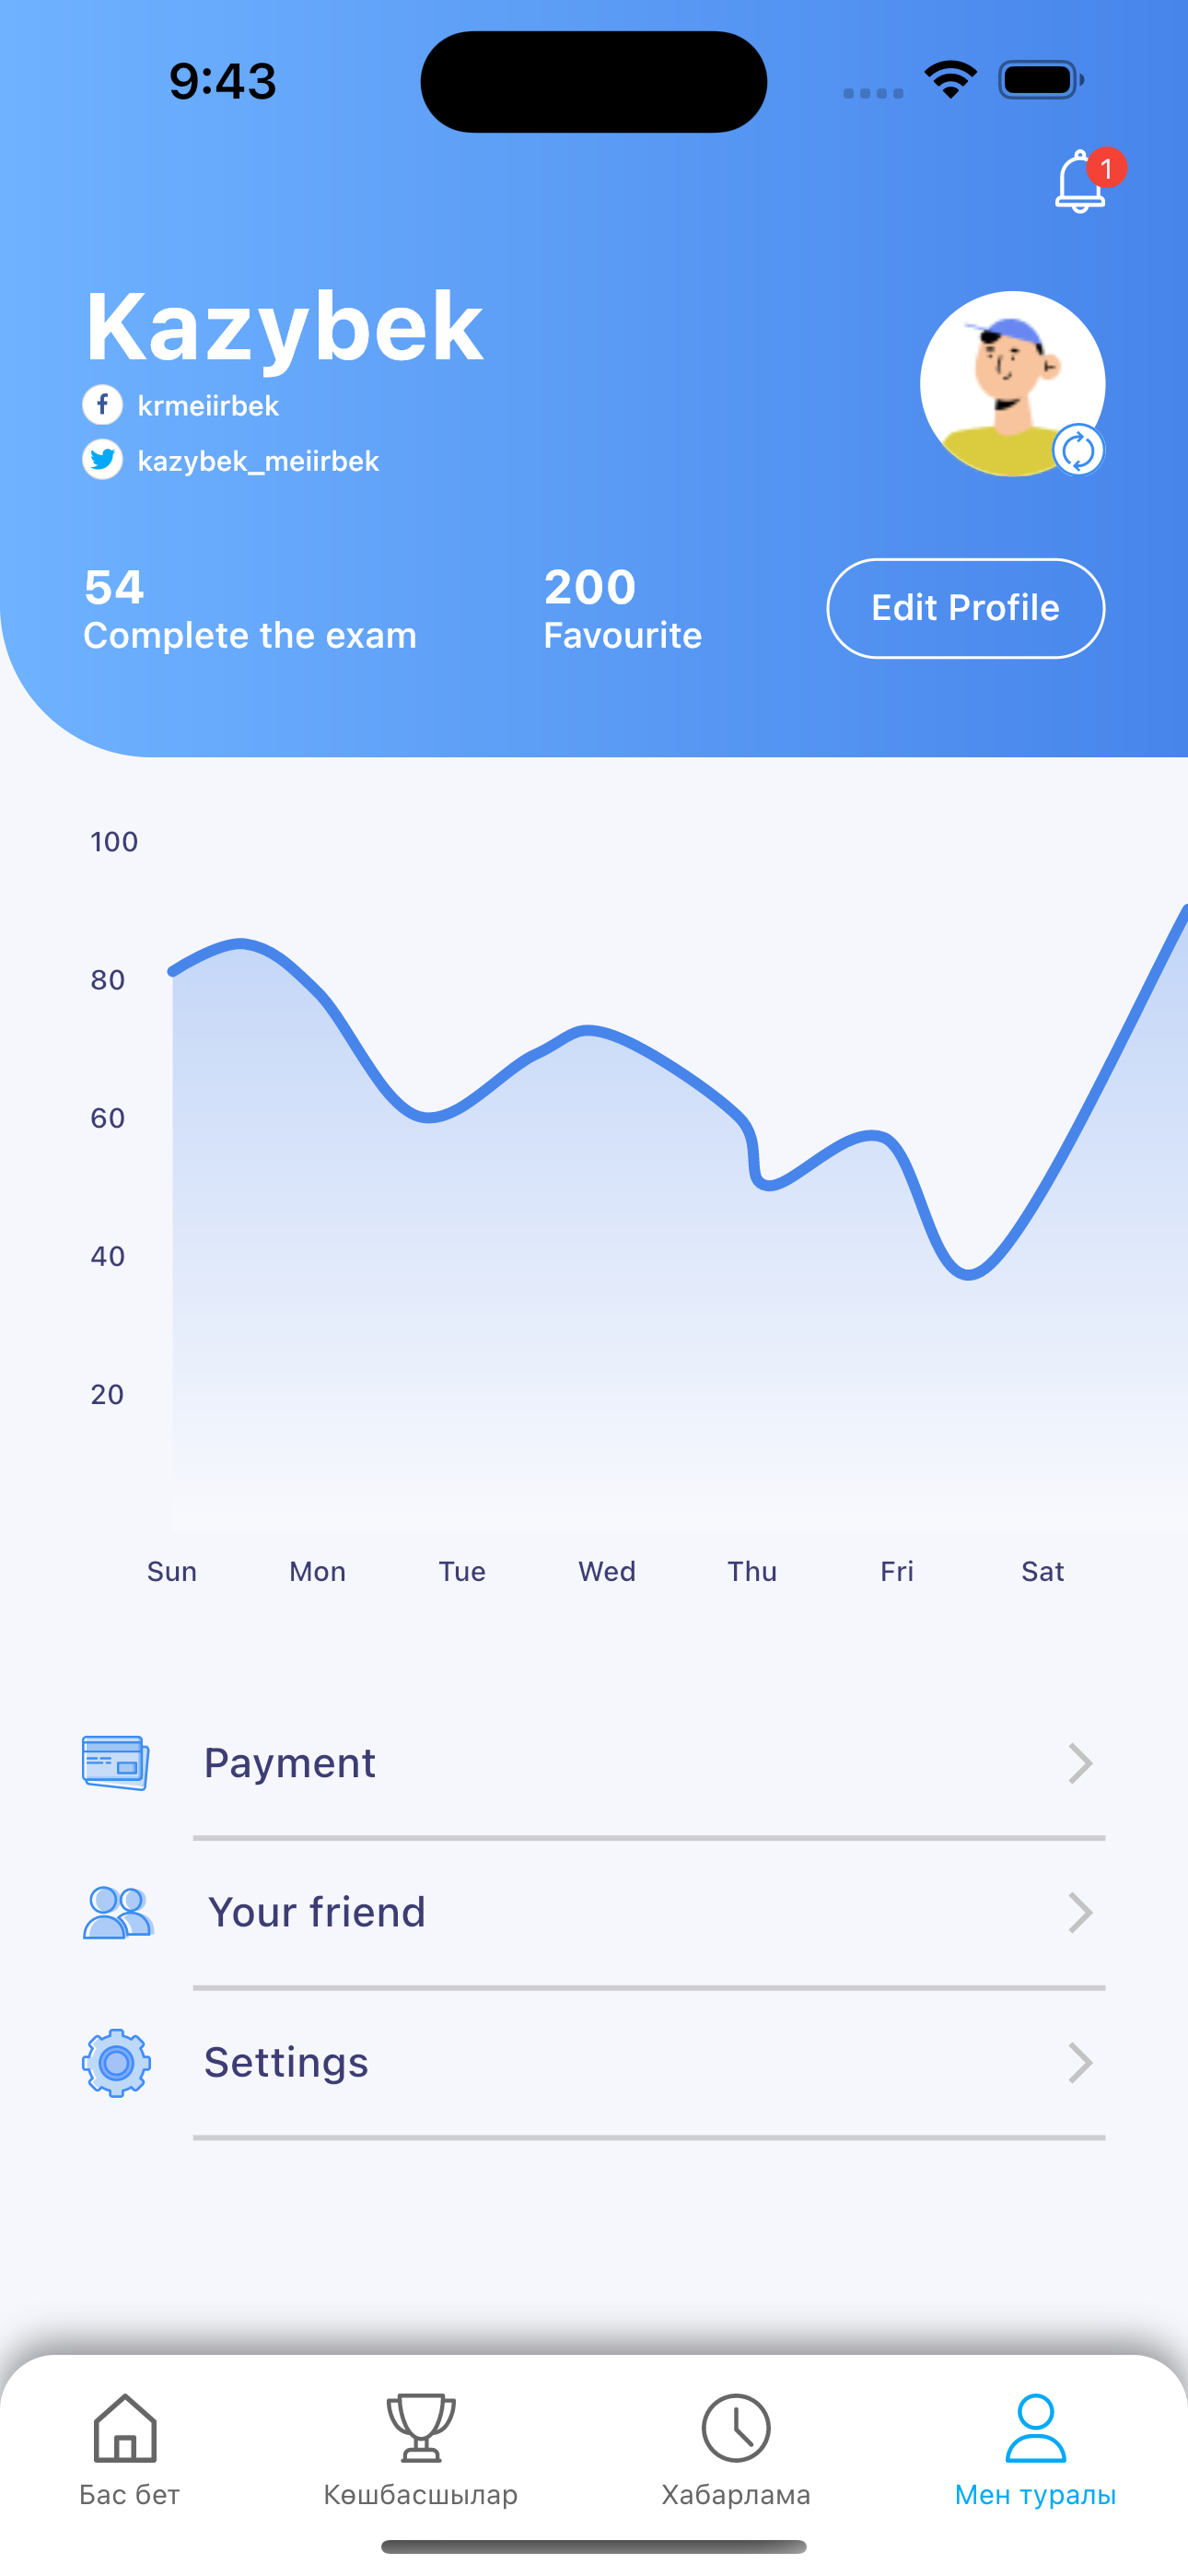 9:43
1
Kazybek
krmeiirbek
kazybek_meiirbek
54
Complete the exam
200
Favourite
Edit Profile
100
80
60
40
20
Sun Mon Tue Wed Thu Fri Sat
Payment
Your friend
Settings
Бас бет Көшбасшылар Хабарлама Мен туралы